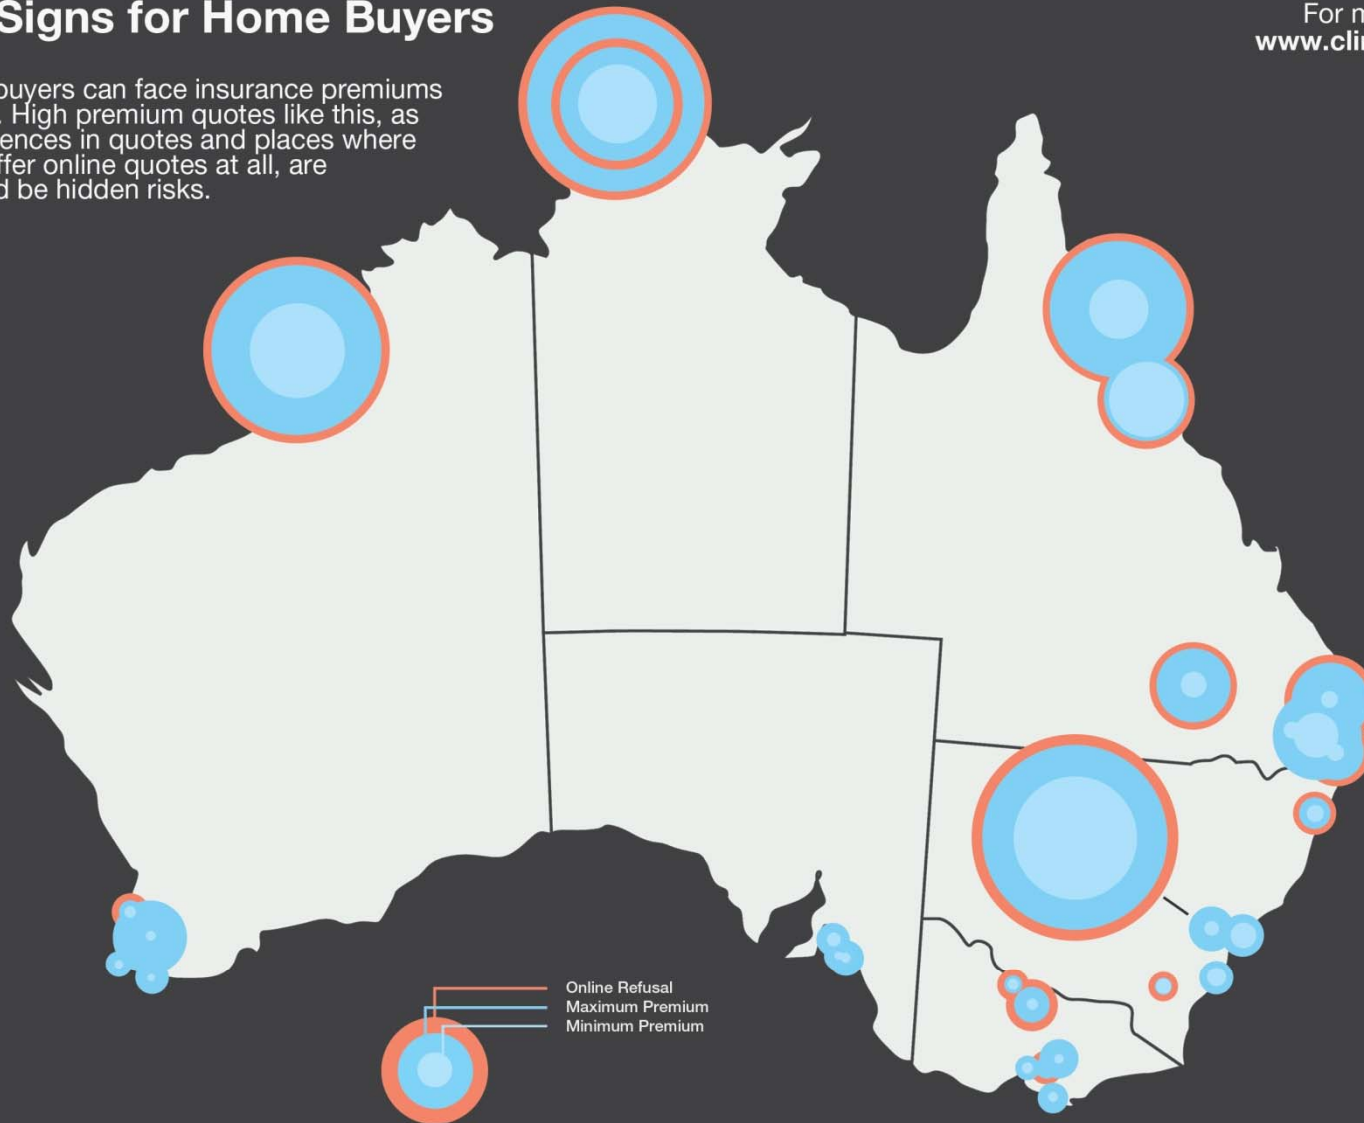 Signs for Home Buyers
For m
www.clim
buyers can face insurance premiums
. High premium quotes like this, as
ences in quotes and places where
ffer online quotes at all, are
d be hidden risks.
Online Refusal
Maximum Premium
Minimum Premium